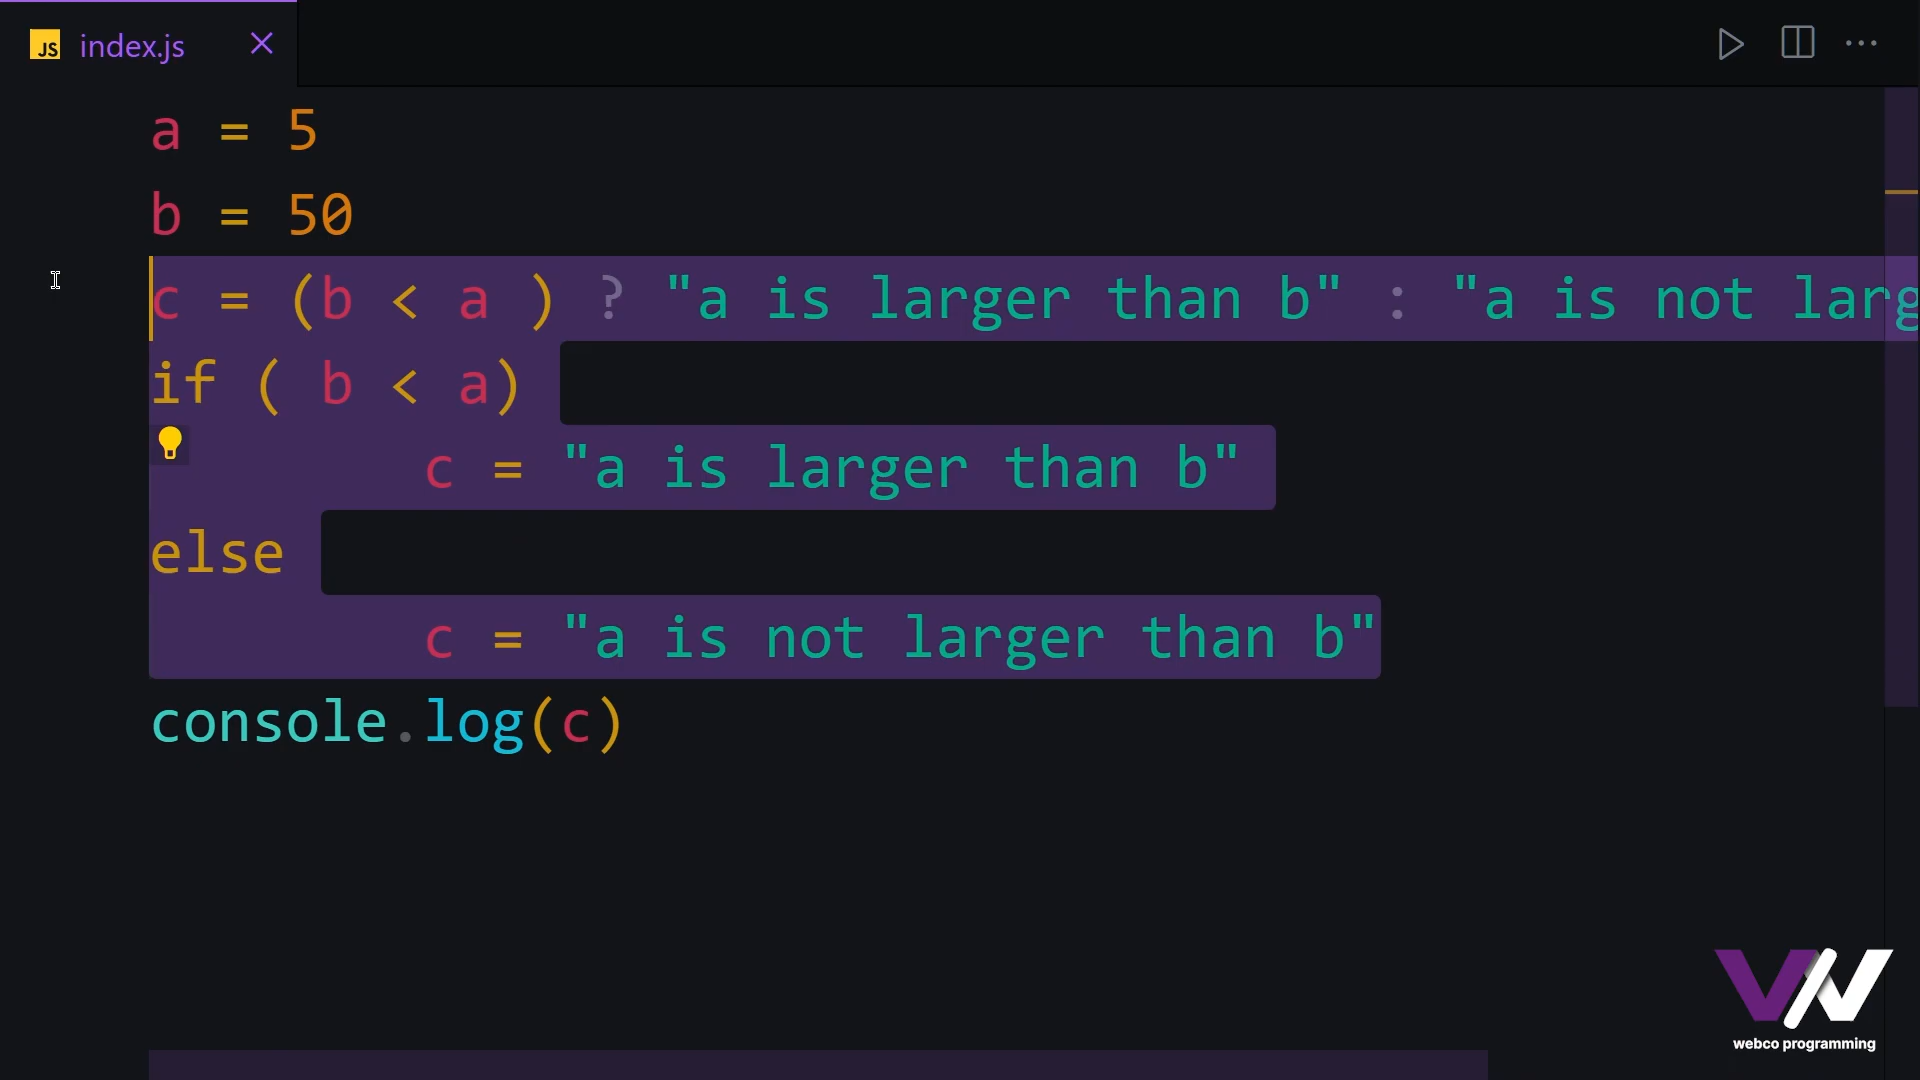 JS index.js
a = 5
b = 50
c = (b < a ) ? "a is larger than b" : "a is not larg
if ( b < a)
c = "a is larger than b"
else
c = "a is not larger than b"
console.log(c)
webco programming